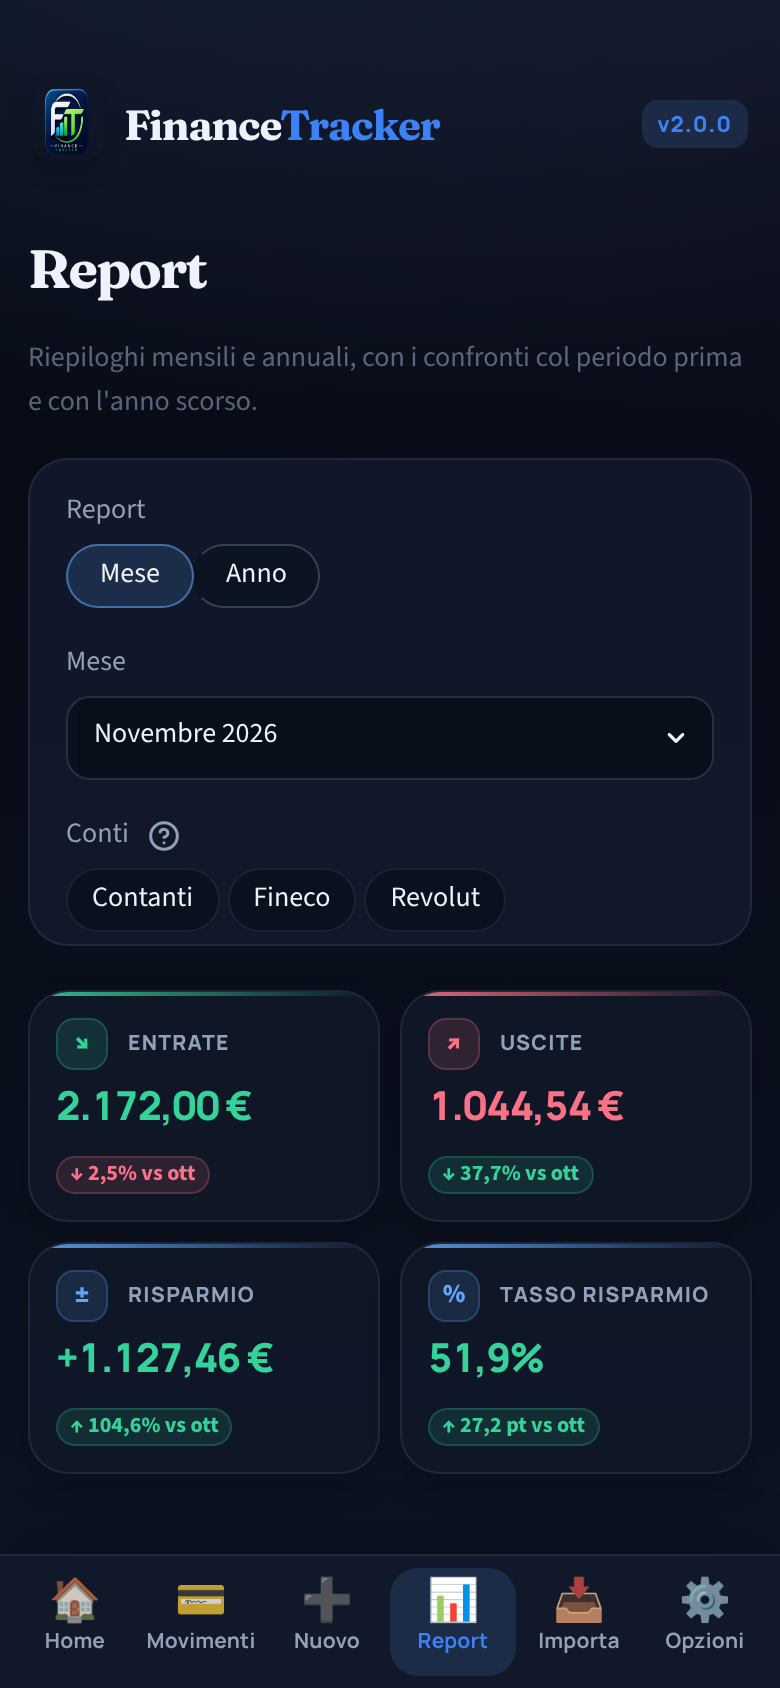 FiT
FINANCE
TRACKER
FinanceTracker
v2.0.0
Report
Riepiloghi mensili e annuali, con i confronti col periodo prima
e con l'anno scorso.
Report
Mese
Anno
Mese
Novembre 2026
Conti ?
Contanti
Fineco
Revolut
ENTRATE
2.172,00 €
↓ 2,5% vs ott
USCITE
1.044,54 €
↓ 37,7% vs ott
± RISPARMIO
+1.127,46 €
↑ 104,6% vs ott
% TASSO RISPARMIO
51,9%
↑ 27,2 pt vs ott
Home
Movimenti
Nuovo
Report
Importa
Opzioni